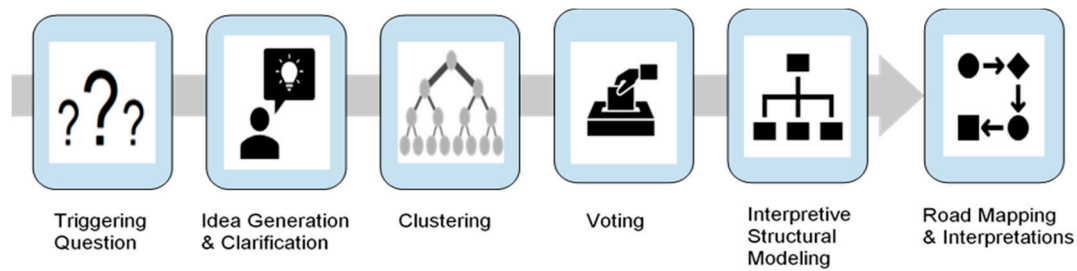 ? ? ?
Triggering
Question
Idea Generation
& Clarification
Clustering
Voting
Interpretive
Structural
Modeling
Road Mapping
& Interpretations